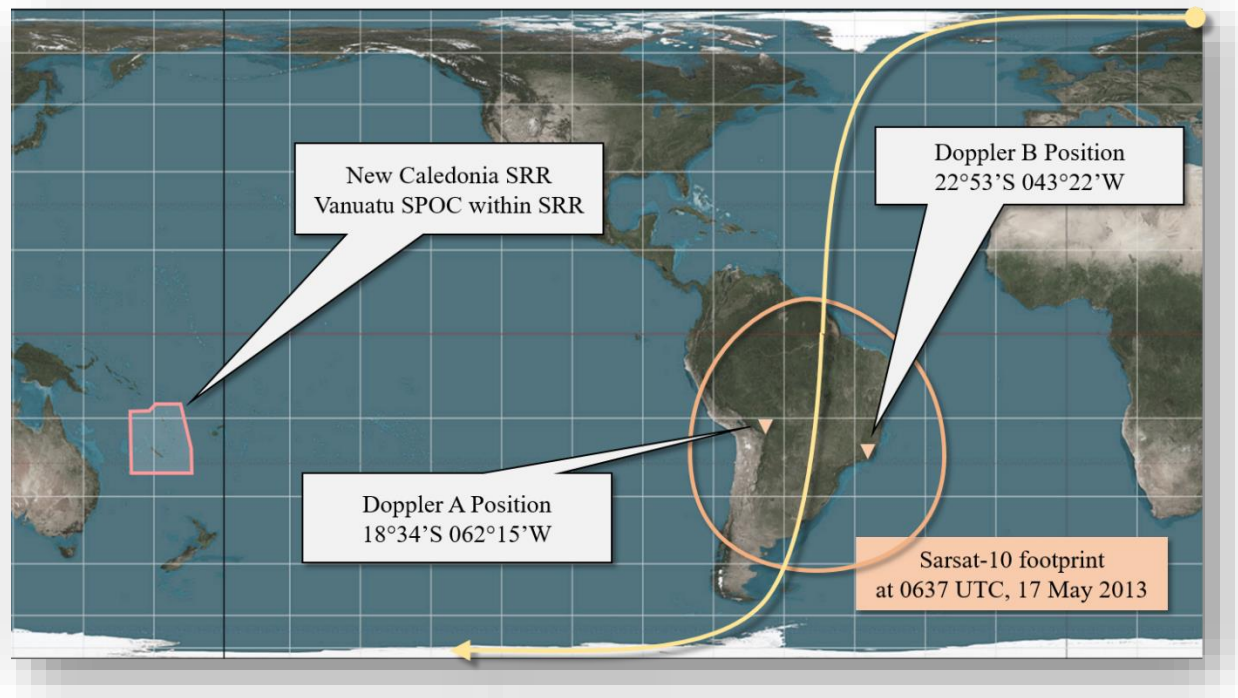 New Caledonia SRR
Vanuatu SPOC within SRR
Doppler B Position
22°53’S 043°22’W
Doppler A Position
18°34’S 062°15’W
Sarsat-10 footprint
at 0637 UTC, 17 May 2013